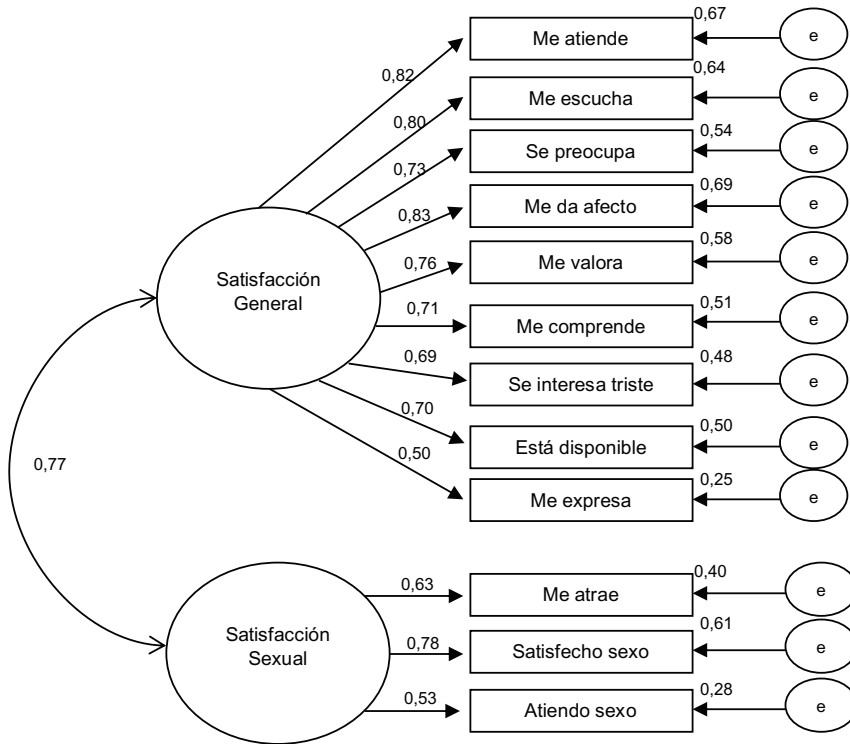 0,67
Me atiende
e
0,82
0,64
Me escucha
e
0,80
0,54
Se preocupa
e
0,73
0,69
Me da afecto
e
0,83
0,58
Me valora
e
0,76
Satisfacción
General
0,51
Me comprende
e
0,71
0,48
Se interesa triste
e
0,69
0,50
Está disponible
e
0,70
0,25
Me expresa
e
0,50
0,77
0,40
Me atrae
e
0,63
Satisfacción
Sexual
0,61
Satisfecho sexo
e
0,78
0,28
Atiendo sexo
e
0,53